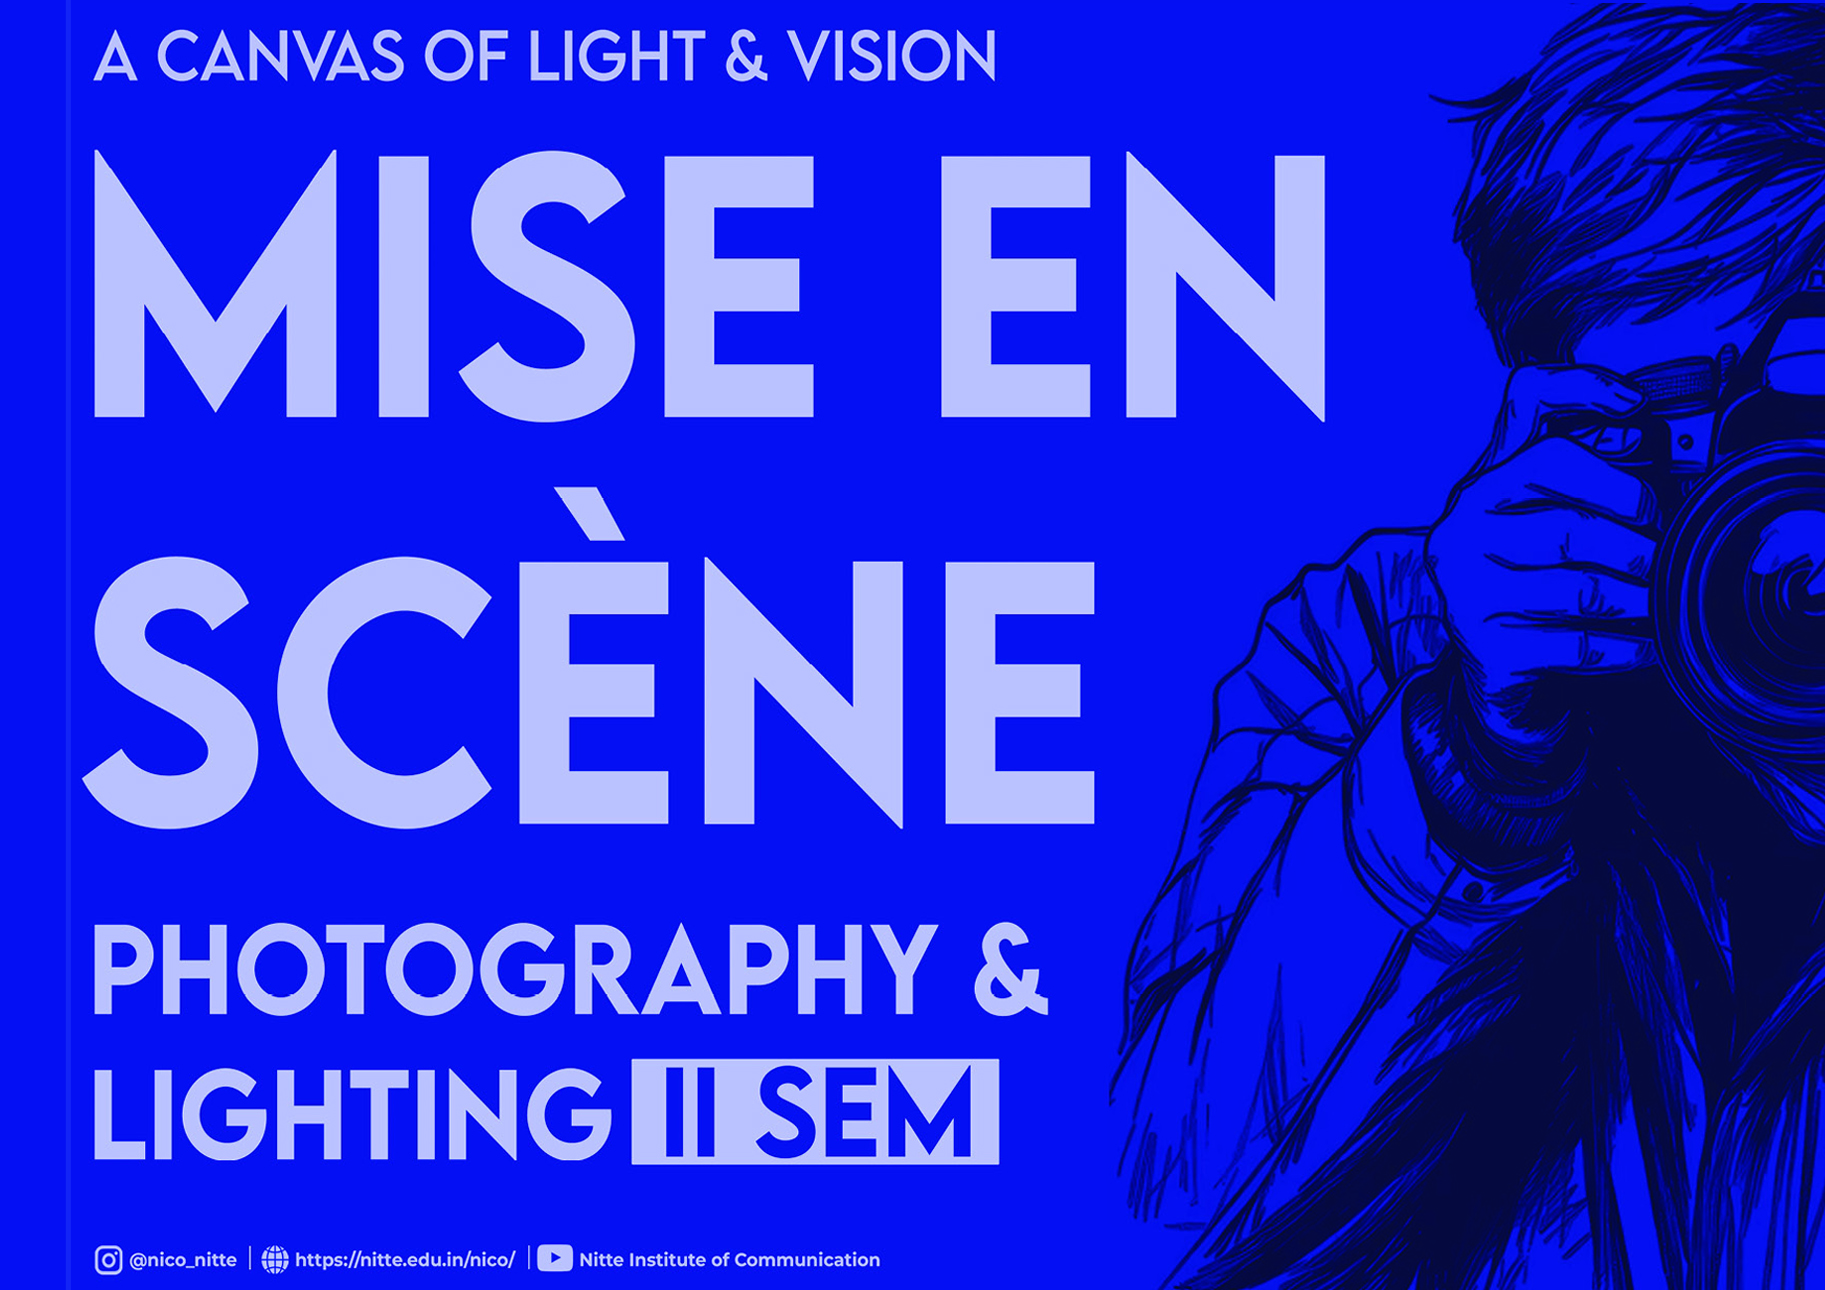 A CANVAS OF LIGHT & VISION
MISE EN
SCÈNE
PHOTOGRAPHY &
LIGHTING II SEM
@nico_nitte | https://nitte.edu.in/nico/ | Nitte Institute of Communication